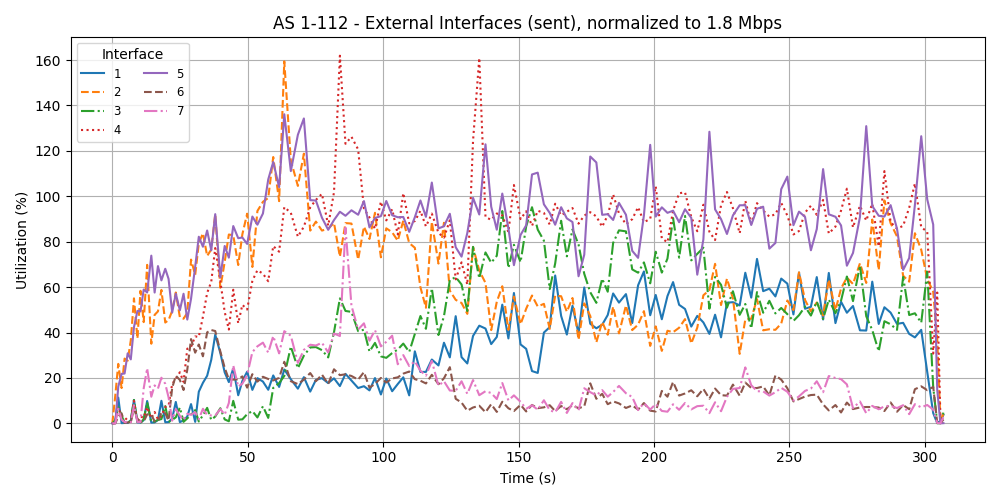 AS 1-112 - External Interfaces (sent), normalized to 1.8 Mbps
Interface
1 5
2 6
3 7
4
Utilization (%)
160
140
120
100
80
60
40
20
0
0 50 100 150 200 250 300
Time (s)